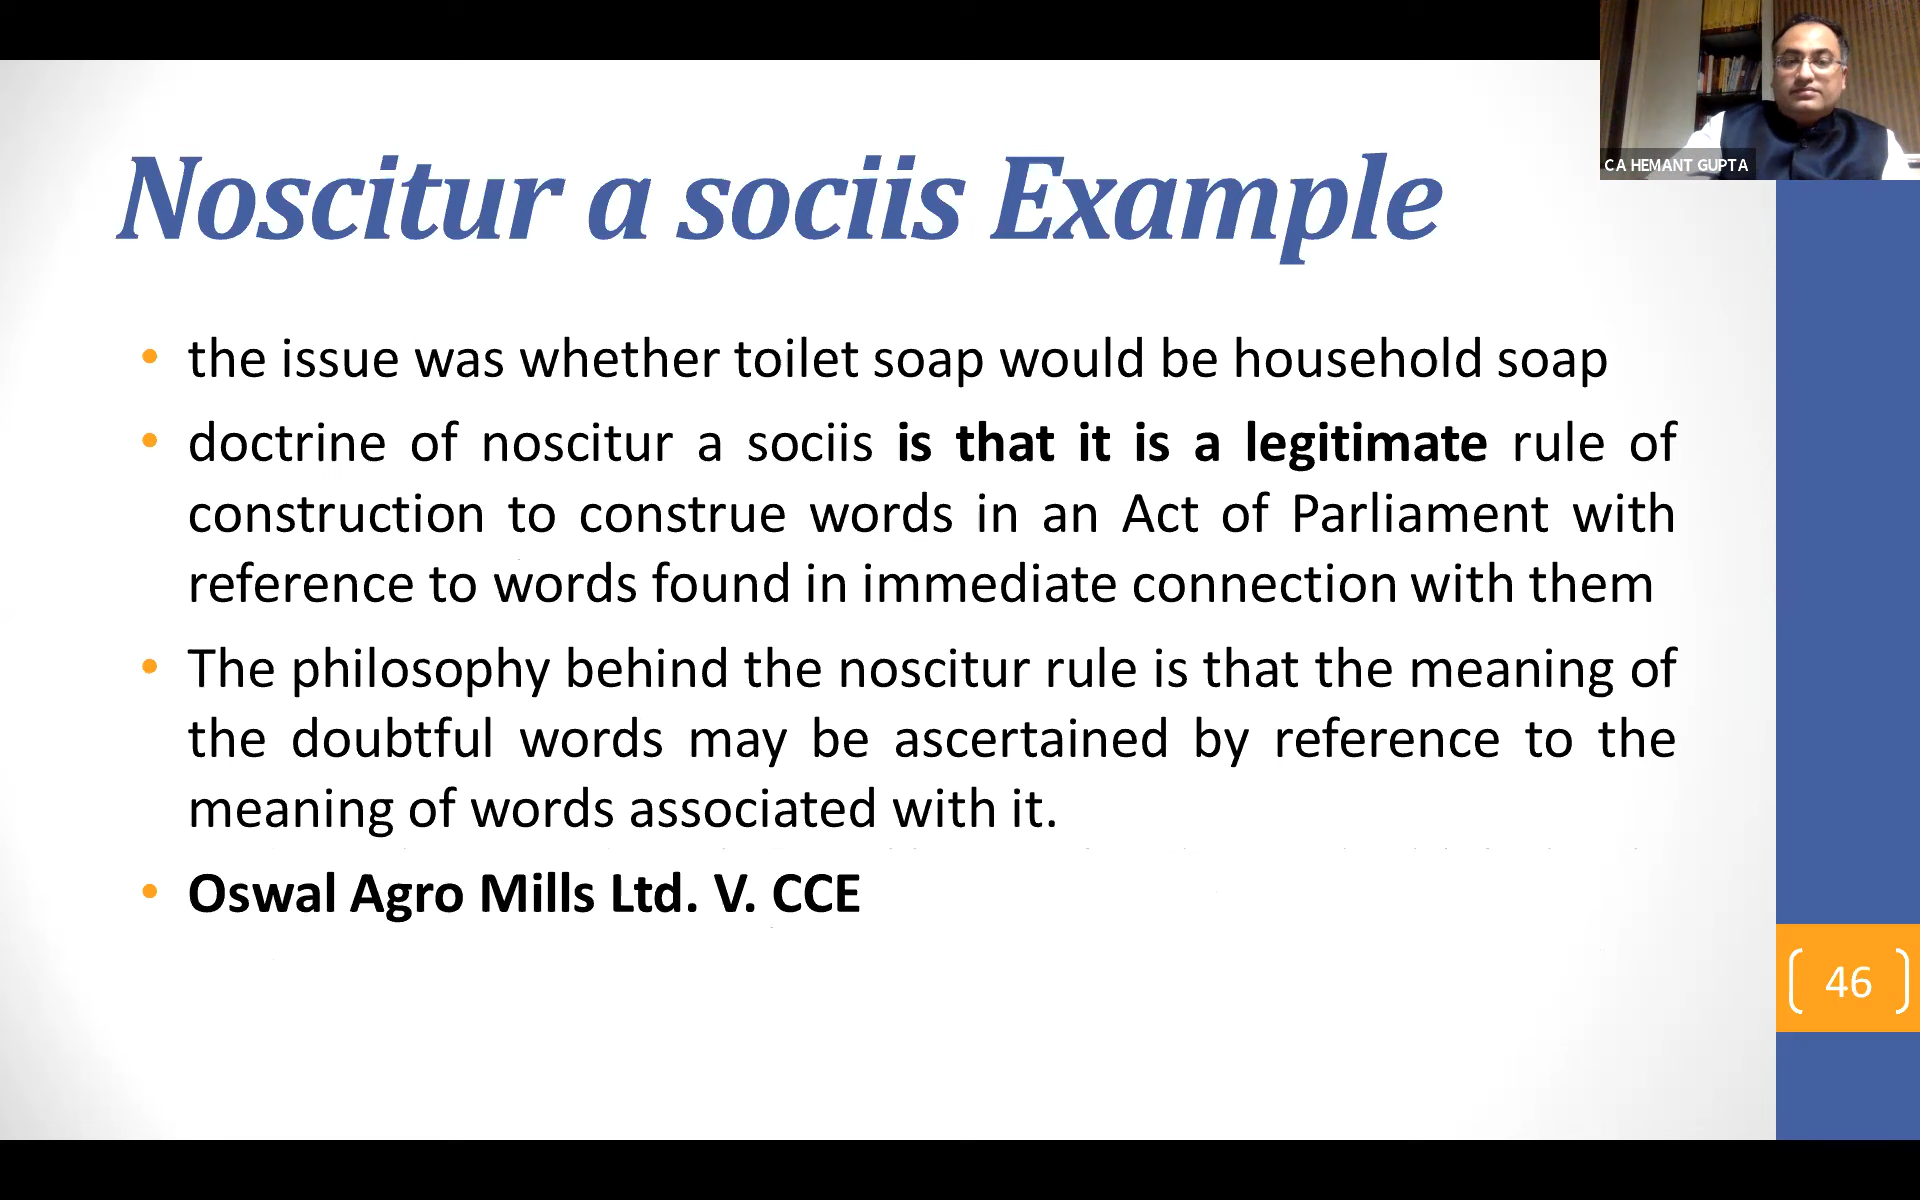 CA HEMANT GUPTA
Noscitur a sociis Example
• the issue was whether toilet soap would be household soap
• doctrine of noscitur a sociis is that it is a legitimate rule of
construction to construe words in an Act of Parliament with
reference to words found in immediate connection with them
• The philosophy behind the noscitur rule is that the meaning of
the doubtful words may be ascertained by reference to the
meaning of words associated with it.
• Oswal Agro Mills Ltd. V. CCE
46